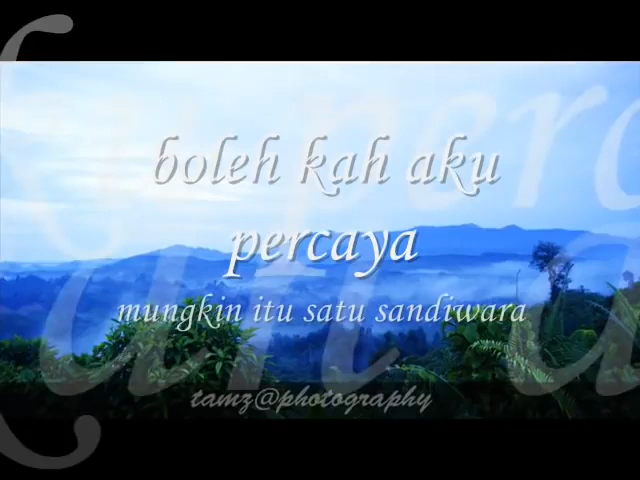 boleh kah aku
percaya
mungkin itu satu sandiwara
tamz@photography